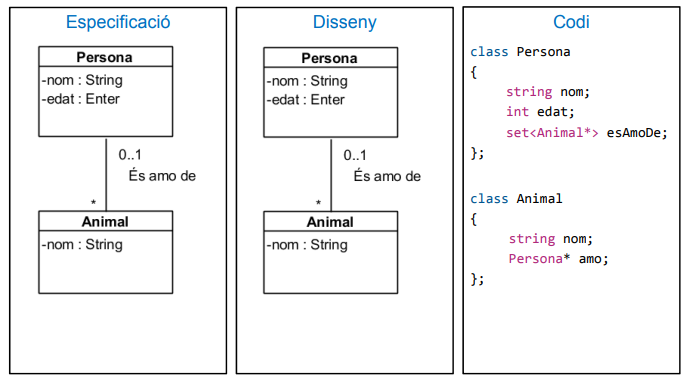 Especificació
Persona
-nom : String
-edat : Enter
0..1
És amo de
*
Animal
-nom : String
Disseny
Persona
-nom : String
-edat : Enter
0..1
És amo de
*
Animal
-nom : String
Codi
class Persona
{
string nom;
int edat;
set<Animal*> esAmoDe;
};
class Animal
{
string nom;
Persona* amo;
};